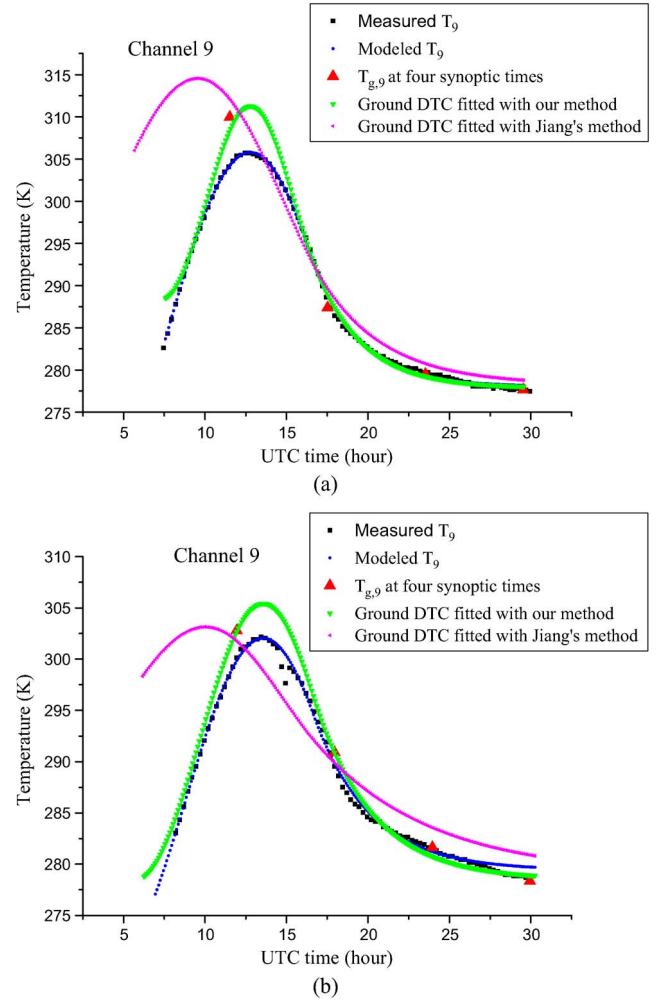 (a)
Measured T9
Modeled T9
Tg,9 at four synoptic times
Ground DTC fitted with our method
Ground DTC fitted with Jiang's method
Channel 9
315
310
305
300
295
290
285
280
275
Temperature (K)
5 10 15 20 25 30
UTC time (hour)
(a)
Measured T9
Modeled T9
Tg,9 at four synoptic times
Ground DTC fitted with our method
Ground DTC fitted with Jiang's method
Channel 9
310
305
300
295
290
285
280
275
Temperature (K)
5 10 15 20 25 30
UTC time (hour)
(b)